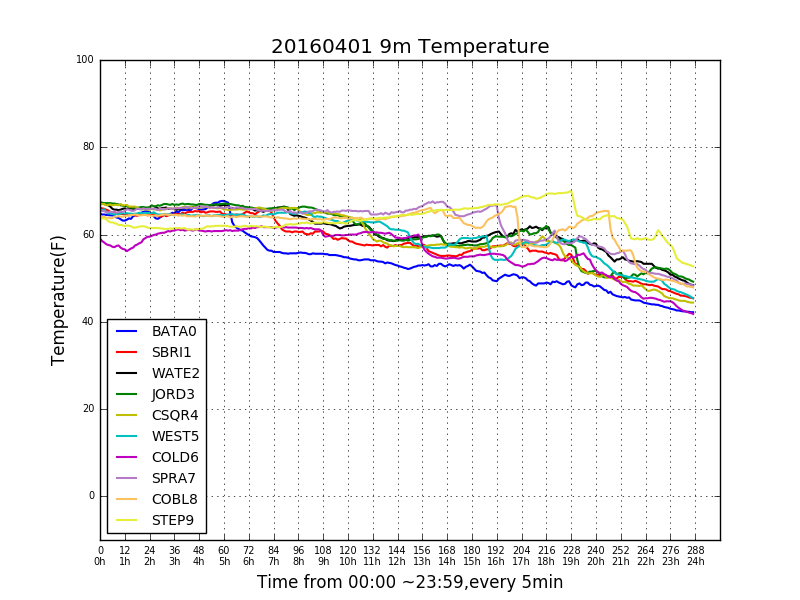 20160401 9m Temperature
100
80
60
40
20
0
Temperature(F)
BATA0
SBRI1
WATE2
JORD3
CSQR4
WEST5
COLD6
SPRA7
COBL8
STEP9
0 12 24 36 48 60 72 84 96 108 120 132 144 156 168 180 192 204 216 228 240 252 264 276 288
0h 1h 2h 3h 4h 5h 6h 7h 8h 9h 10h 11h 12h 13h 14h 15h 16h 17h 18h 19h 20h 21h 22h 23h 24h
Time from 00:00 ~23:59,every 5min